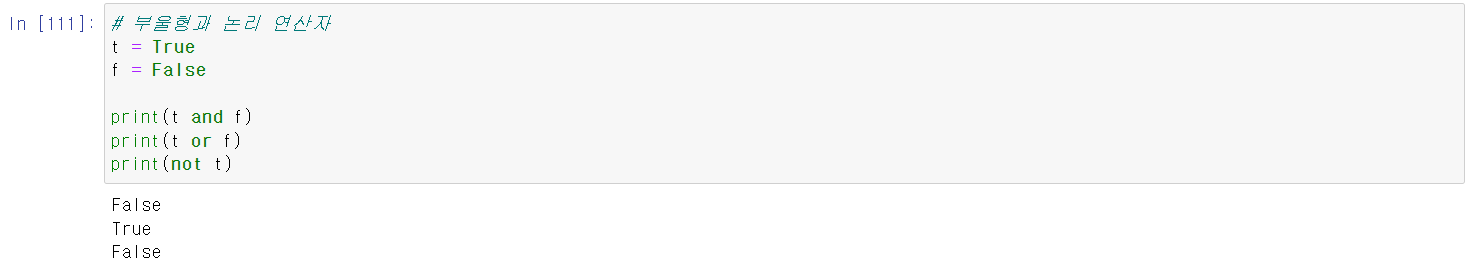 In [111]:
# 부울형과 논리 연산자
t = True
f = False
print(t and f)
print(t or f)
print(not t)
False
True
False